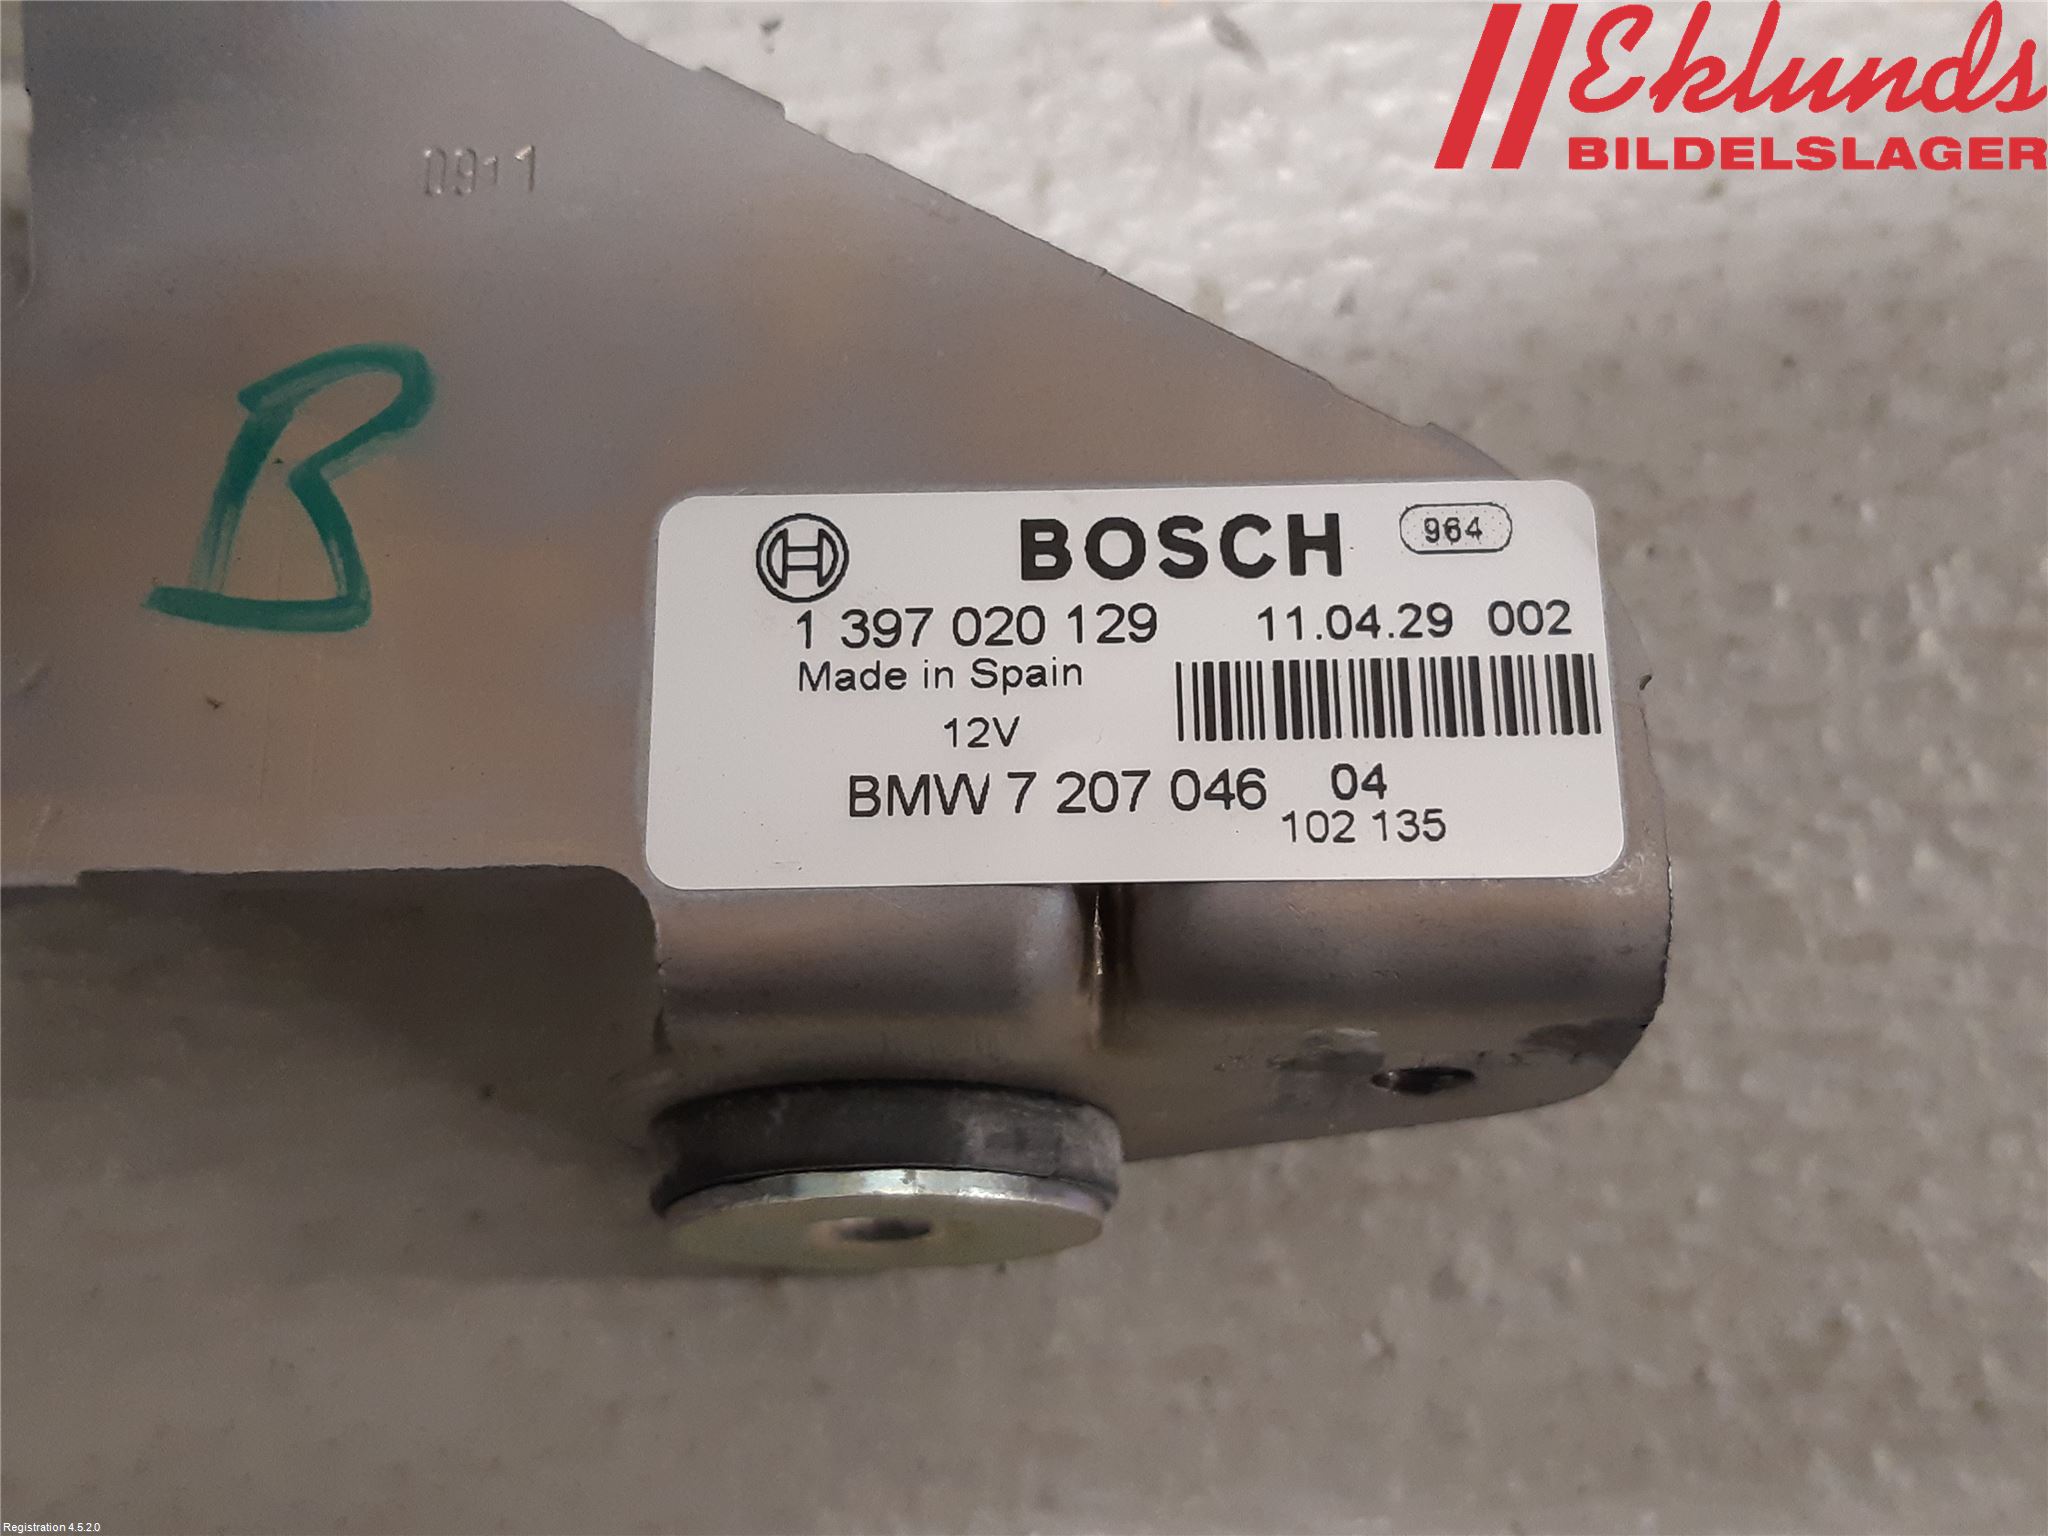 Eklunds
BILDELSLAGER
0911
B
BOSCH 964
1 397 020 129 11.04.29 002
Made in Spain
12V
BMW 7 207 046 04
102 135
Registration 4.5.2.0